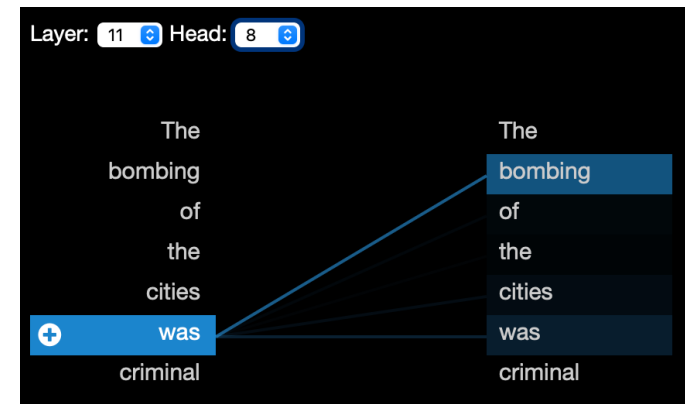 Layer: 11 Head: 8
The The
bombing bombing
of of
the the
cities cities
was was
criminal criminal